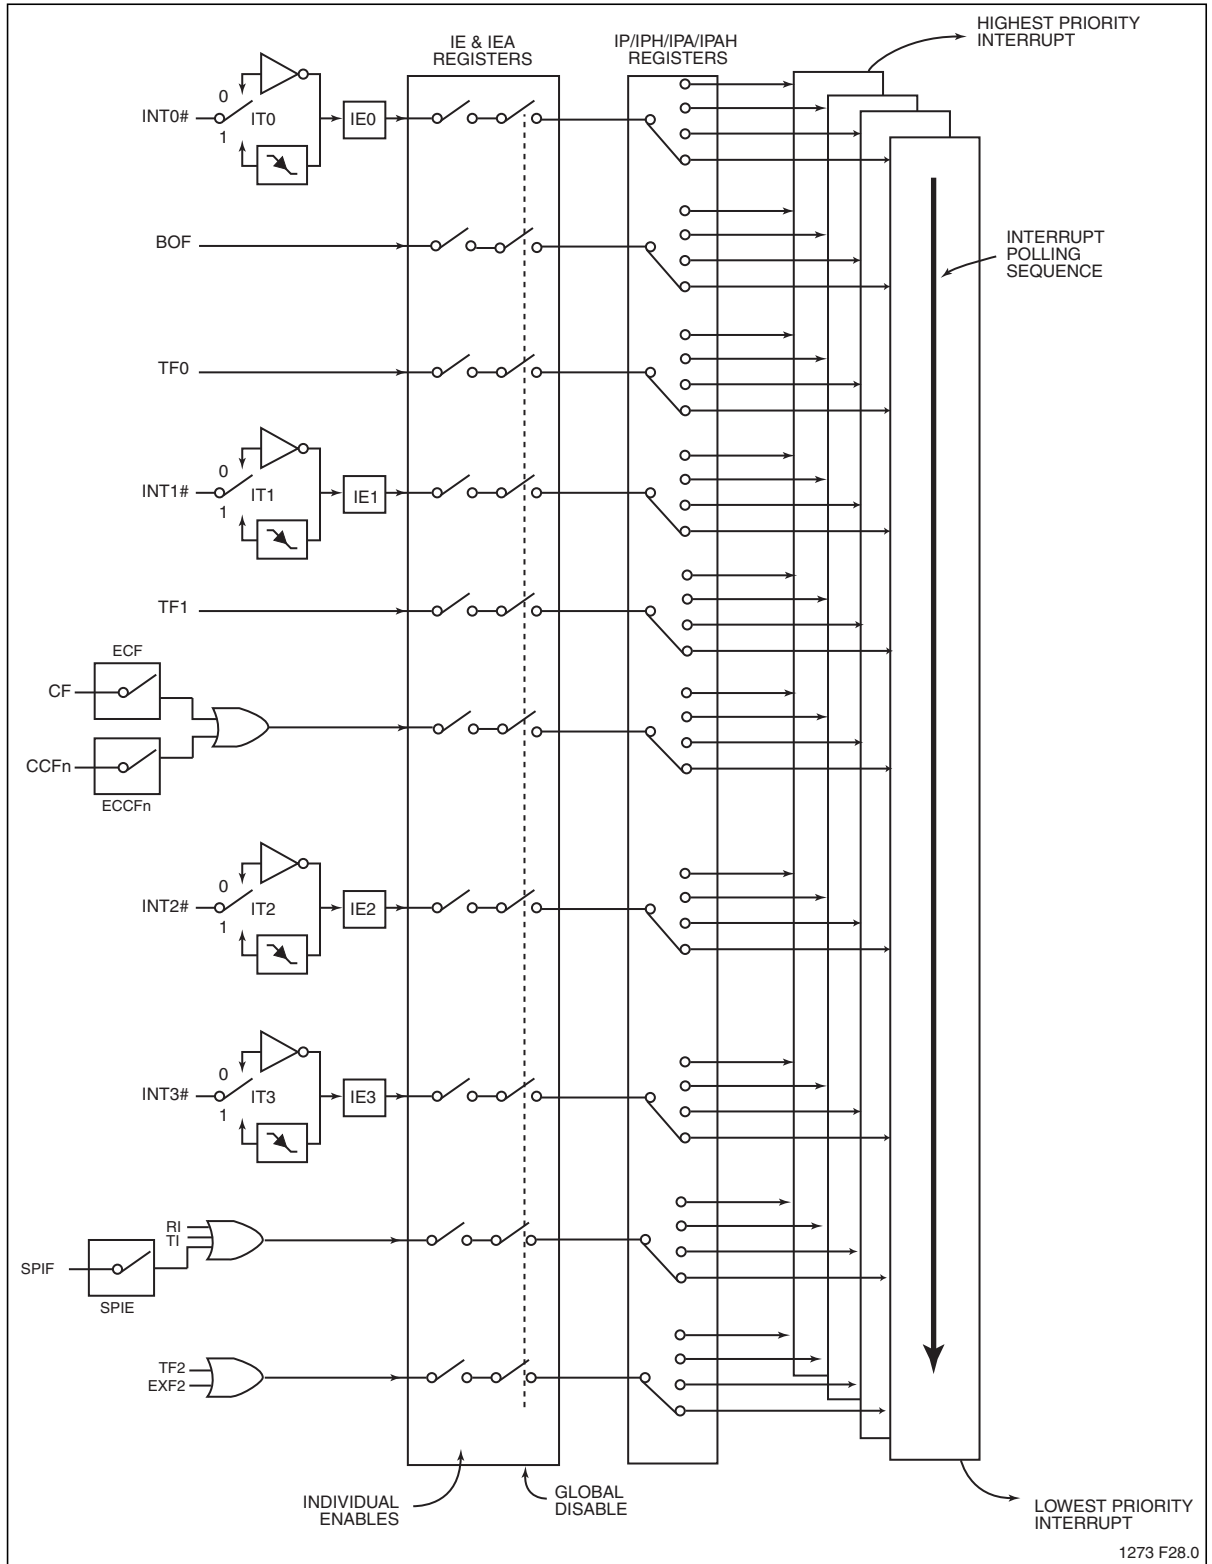 HIGHEST PRIORITY
INTERRUPT
IE & IEA
REGISTERS
IP/IPH/IPA/IPAH
REGISTERS
0
INT0#
IT0
IE0
1
BOF
INTERRUPT
POLLING
SEQUENCE
TF0
0
INT1#
IT1
IE1
1
TF1
ECF
CF
CCFn
ECCFn
0
INT2#
IT2
IE2
1
0
INT3#
IT3
IE3
1
RI
TI
SPIF
SPIE
TF2
EXF2
INDIVIDUAL
ENABLES
GLOBAL
DISABLE
LOWEST PRIORITY
INTERRUPT
1273 F28.0